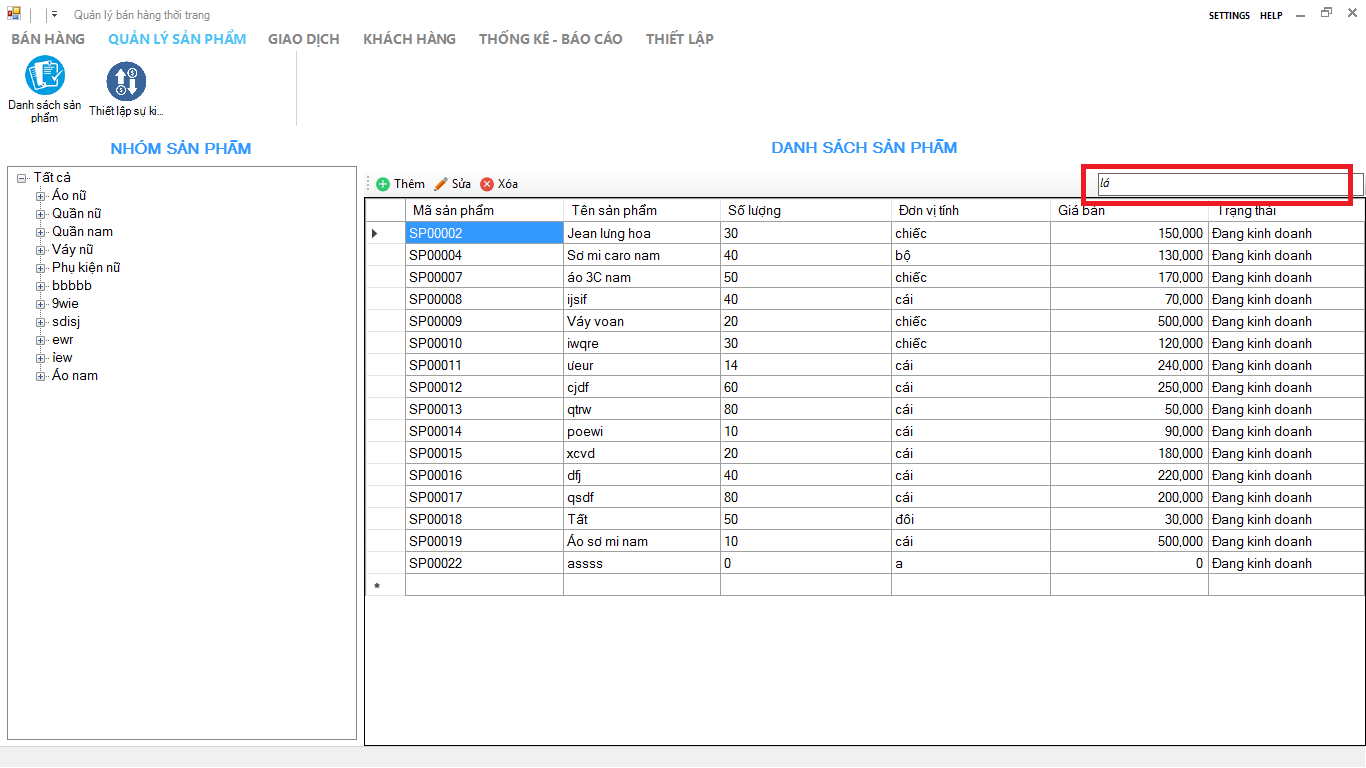 Quản lý bán hàng thời trang
SETTINGS HELP
BÁN HÀNG QUẢN LÝ SẢN PHẨM GIAO DỊCH KHÁCH HÀNG THỐNG KÊ - BÁO CÁO THIẾT LẬP
Danh sách sản phẩm
Thiết lập sự ki...
NHÓM SẢN PHẨM
DANH SÁCH SẢN PHẨM
Tất cả
Áo nữ
Quần nữ
Quần nam
Váy nữ
Phụ kiện nữ
bbbbb
9wie
sdisj
ewr
iew
Áo nam
Thêm Sửa Xóa
lá
Mã sản phẩm Tên sản phẩm Số lượng Đơn vị tính Giá bán Trạng thái
SP00002 Jean lưng hoa 30 chiếc 150,000 Đang kinh doanh
SP00004 Sơ mi caro nam 40 bộ 130,000 Đang kinh doanh
SP00007 áo 3C nam 50 chiếc 170,000 Đang kinh doanh
SP00008 ijsif 40 cái 70,000 Đang kinh doanh
SP00009 Váy voan 20 chiếc 500,000 Đang kinh doanh
SP00010 iwqre 30 chiếc 120,000 Đang kinh doanh
SP00011 ưeur 14 cái 240,000 Đang kinh doanh
SP00012 cjdf 60 cái 250,000 Đang kinh doanh
SP00013 qtrw 80 cái 50,000 Đang kinh doanh
SP00014 poewi 10 cái 90,000 Đang kinh doanh
SP00015 xcvd 20 cái 180,000 Đang kinh doanh
SP00016 dfj 40 cái 220,000 Đang kinh doanh
SP00017 qsdf 80 cái 200,000 Đang kinh doanh
SP00018 Tất 50 đôi 30,000 Đang kinh doanh
SP00019 Áo sơ mi nam 10 cái 500,000 Đang kinh doanh
SP00022 assss 0 a 0 Đang kinh doanh